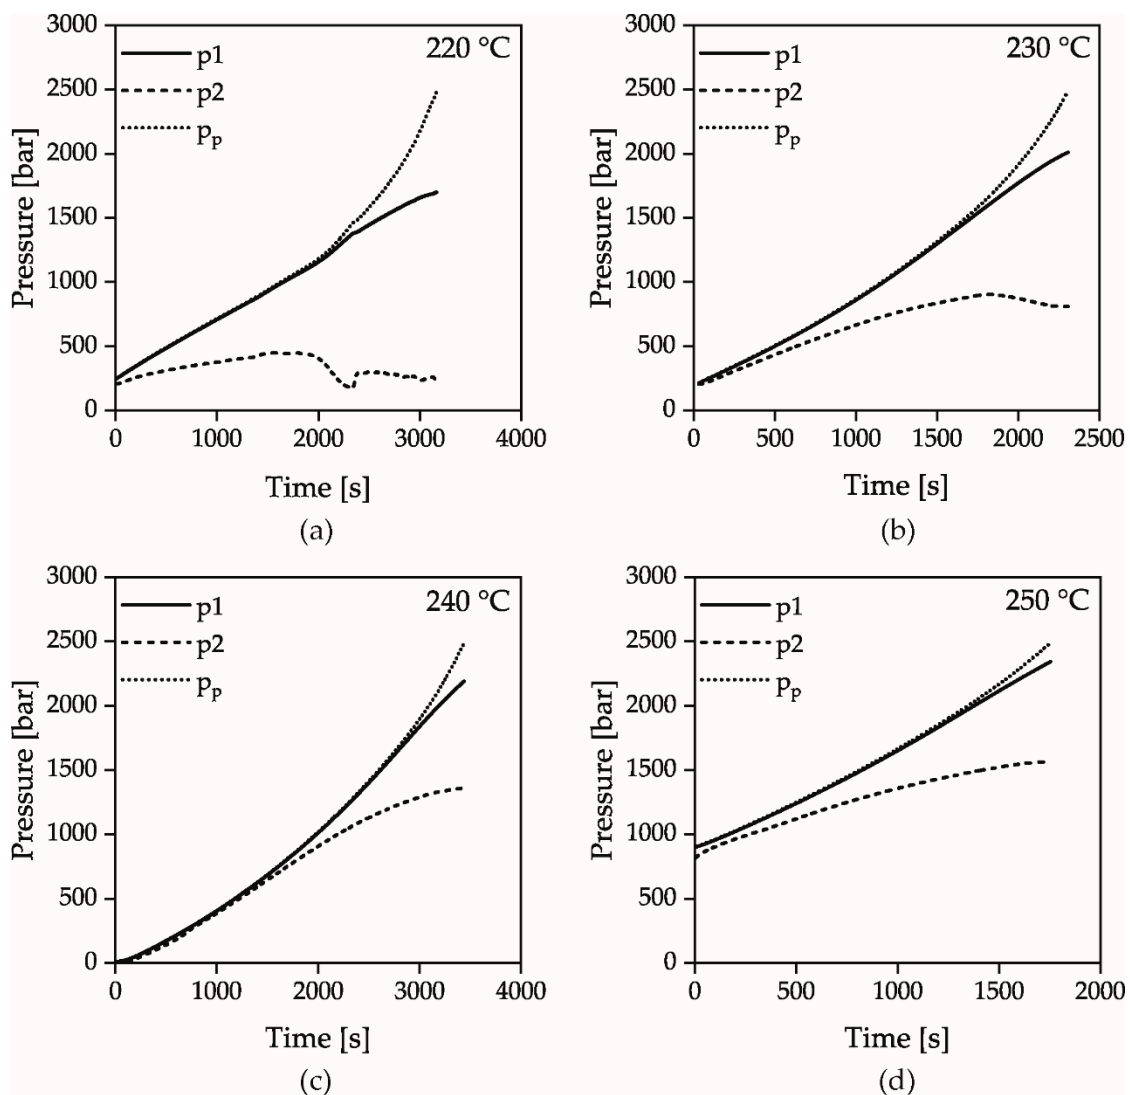 3000
2500
2000
1500
1000
500
0
Pressure [bar]
p1
p2
pp
220 °C
0 1000 2000 3000 4000
Time [s]
(a)
3000
2500
2000
1500
1000
500
0
Pressure [bar]
p1
p2
pp
230 °C
0 500 1000 1500 2000 2500
Time [s]
(b)
3000
2500
2000
1500
1000
500
0
Pressure [bar]
p1
p2
pp
240 °C
0 1000 2000 3000 4000
Time [s]
(c)
3000
2500
2000
1500
1000
500
0
Pressure [bar]
p1
p2
pp
250 °C
0 500 1000 1500 2000
Time [s]
(d)